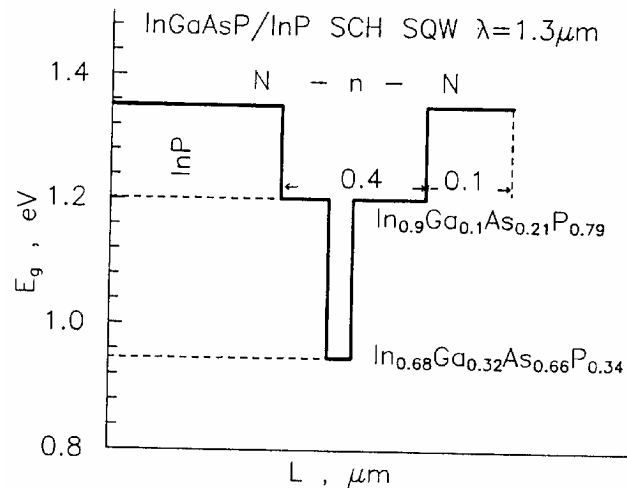 InGaAsP/InP SCH SQW λ=1.3μm
N – n – N
1.4
InP
0.4
0.1
1.2
In₀.₉Ga₀.₁As₀.₂₁P₀.₇₉
E_g , eV
1.0
In₀.₆₈Ga₀.₃₂As₀.₆₆P₀.₃₄
0.8
L , μm